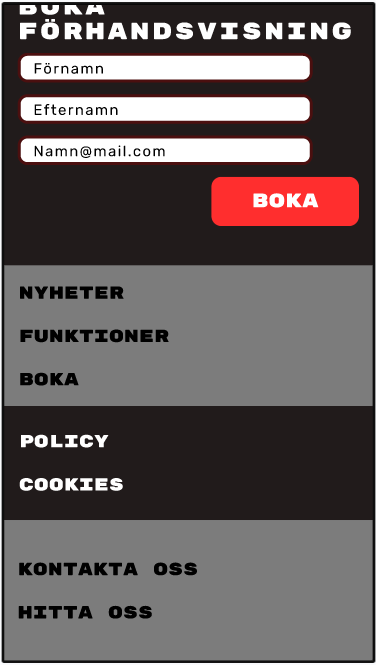 BOKA
FÖRHANDSVISNING
Förnamn
Efternamn
Namn@mail.com
BOKA
NYHETER
FUNKTIONER
BOKA
POLICY
COOKIES
KONTAKTA OSS
HITTA OSS